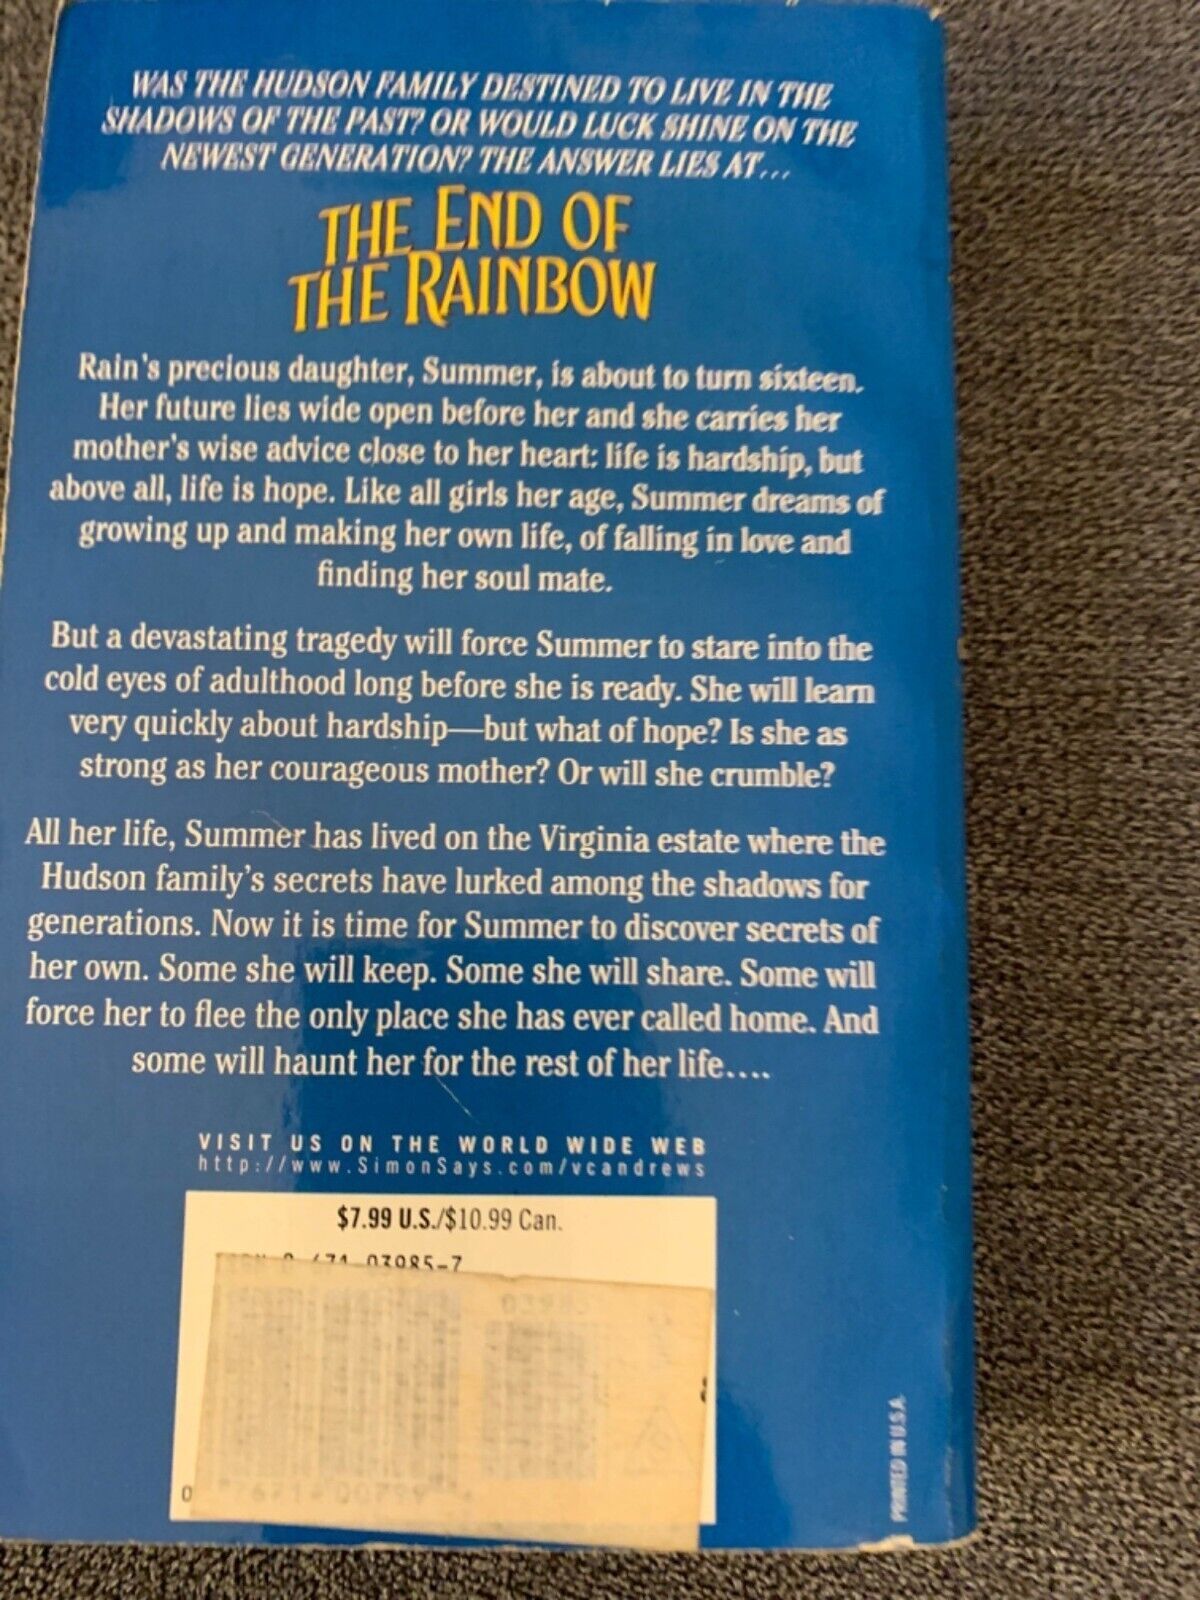 WAS THE HUDSON FAMILY DESTINED TO LIVE IN THE
SHADOWS OF THE PAST? OR WOULD LUCK SHINE ON THE
NEWEST GENERATION? THE ANSWER LIES AT...
THE END OF
THE RAINBOW
Rain's precious daughter, Summer, is about to turn sixteen.
Her future lies wide open before her and she carries her
mother's wise advice close to her heart: life is hardship, but
above all, life is hope. Like all girls her age, Summer dreams of
growing up and making her own life, of falling in love and
finding her soul mate.
But a devastating tragedy will force Summer to stare into the
cold eyes of adulthood long before she is ready. She will learn
very quickly about hardship—but what of hope? Is she as
strong as her courageous mother? Or will she crumble?
All her life, Summer has lived on the Virginia estate where the
Hudson family's secrets have lurked among the shadows for
generations. Now it is time for Summer to discover secrets of
her own. Some she will keep. Some she will share. Some will
force her to flee the only place she has ever called home. And
some will haunt her for the rest of her life....
VISIT US ON THE WORLD WIDE WEB
http://www.SimonSays.com/vcandrews
$7.99 U.S./$10.99 Can.
03985-7
0
PRINTED IN U.S.A.